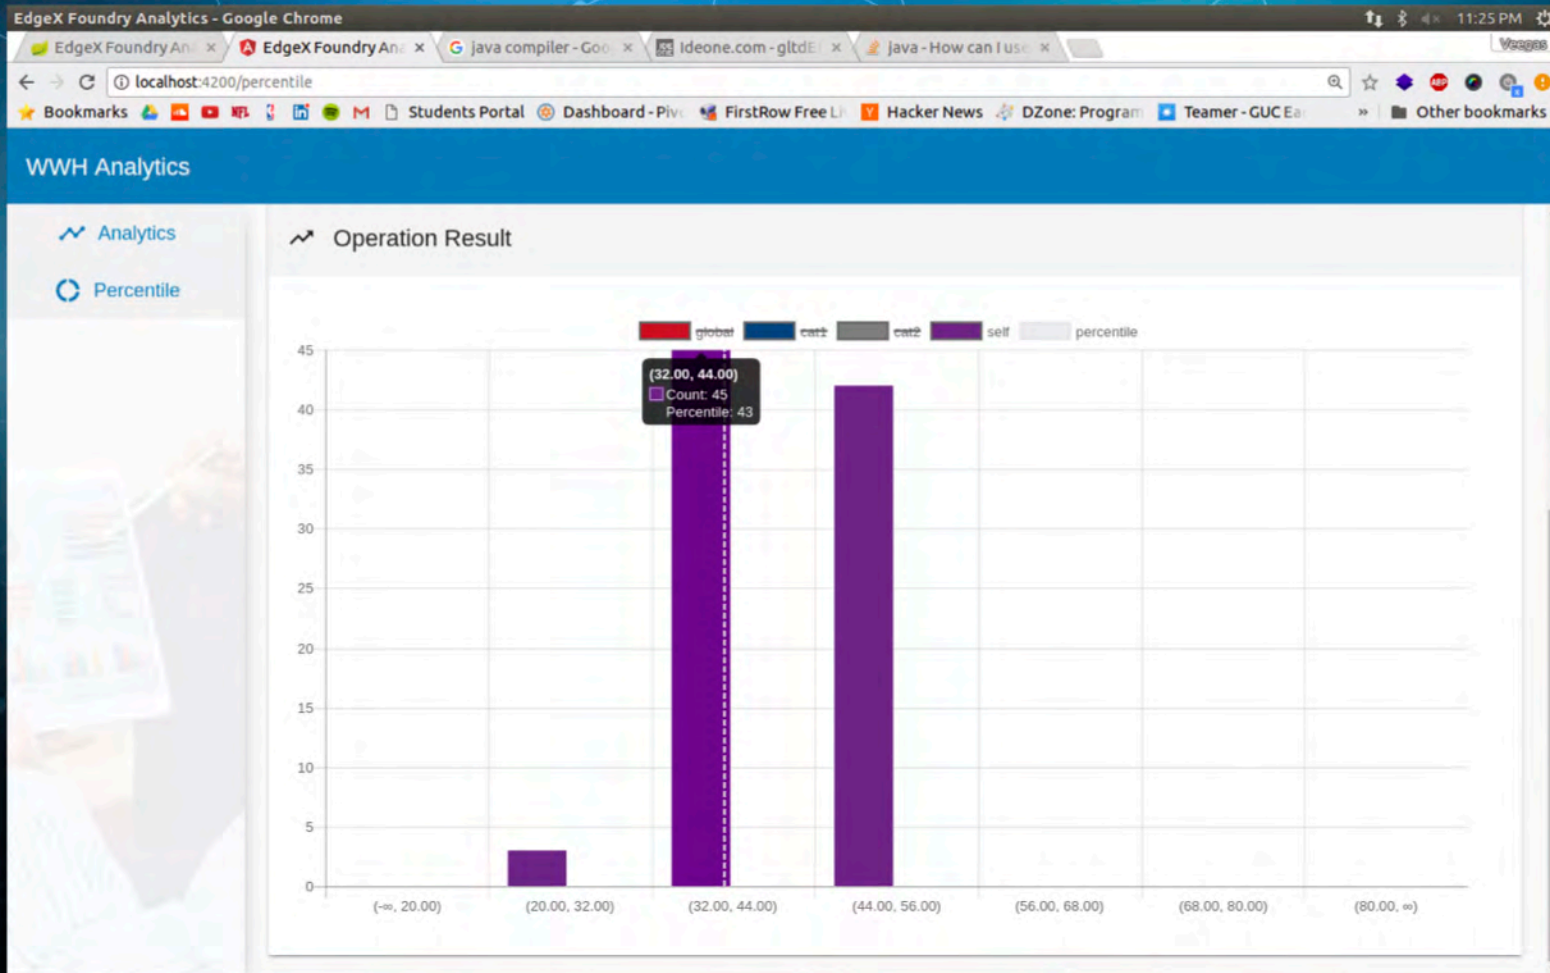 EdgeX Foundry Analytics - Google Chrome
11:25 PM
EdgeX Foundry An
EdgeX Foundry Ana
java compiler - Goo
Ideone.com - gltdE
java - How can I use
Veegas
localhost:4200/percentile
Bookmarks
Students Portal
Dashboard - Piv
FirstRow Free Li
Hacker News
DZone: Program
Teamer - GUC Ea
»
Other bookmarks
WWH Analytics
Analytics
Percentile
Operation Result
global
cat1
cat2
self
percentile
(32.00, 44.00)
Count: 45
Percentile: 43
45
40
35
30
25
20
15
10
5
0
(-∞, 20.00)
(20.00, 32.00)
(32.00, 44.00)
(44.00, 56.00)
(56.00, 68.00)
(68.00, 80.00)
(80.00, ∞)